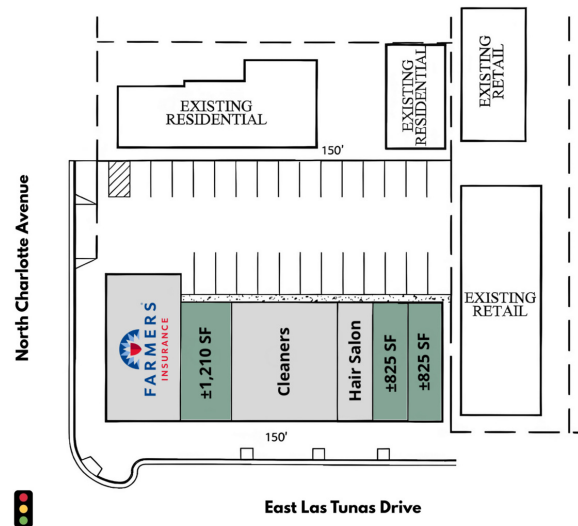 EXISTING
RESIDENTIAL
EXISTING
RESIDENTIAL
EXISTING
RETAIL
150'
North Charlotte Avenue
FARMERS
INSURANCE
±1,210 SF
Cleaners
Hair Salon
±825 SF
±825 SF
EXISTING
RETAIL
150'
East Las Tunas Drive